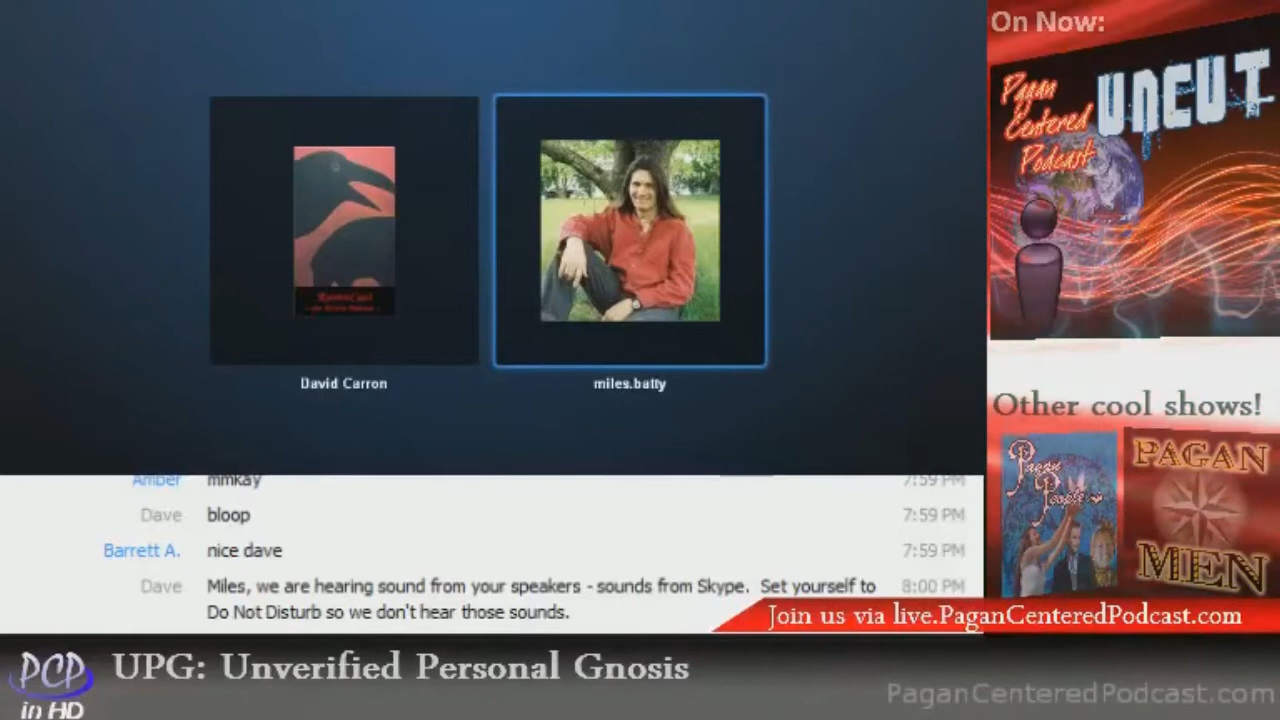 On Now:
Pagan
Centered
Podcast
UNCUT
David Carron
miles.batty
Other cool shows!
Pagan
People
PAGAN
MEN
Amber mmkay 7:59 PM
Dave bloop 7:59 PM
Barrett A. nice dave 7:59 PM
Dave Miles, we are hearing sound from your speakers - sounds from Skype. Set yourself to 8:00 PM
Do Not Disturb so we don't hear those sounds.
Join us via live.PaganCenteredPodcast.com
PCP
in HD
UPG: Unverified Personal Gnosis
PaganCenteredPodcast.com